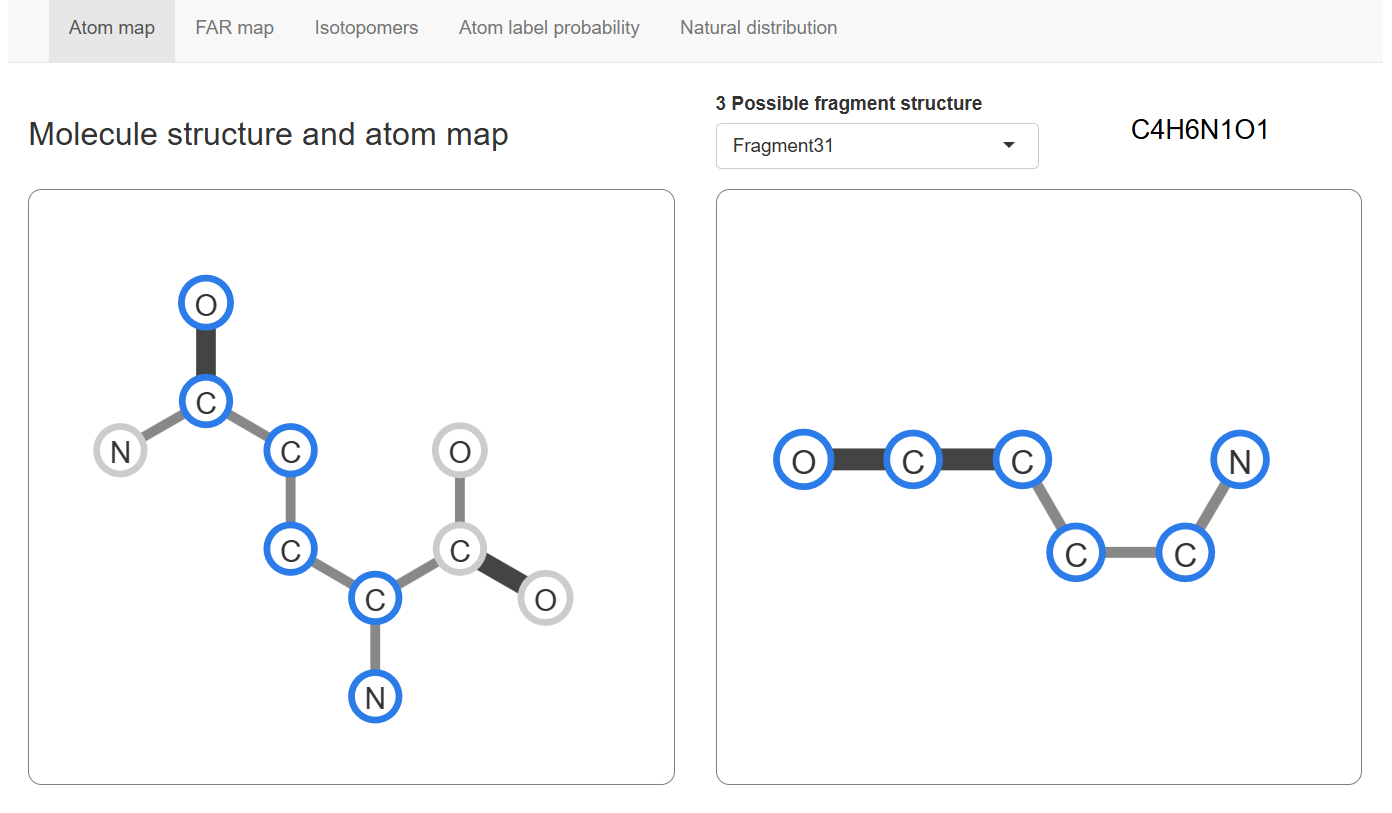 Atom map FAR map Isotopomers Atom label probability Natural distribution
3 Possible fragment structure
Molecule structure and atom map
Fragment31
C4H6N1O1
O
C
N C O
C C
C O
N
O C C N
C C